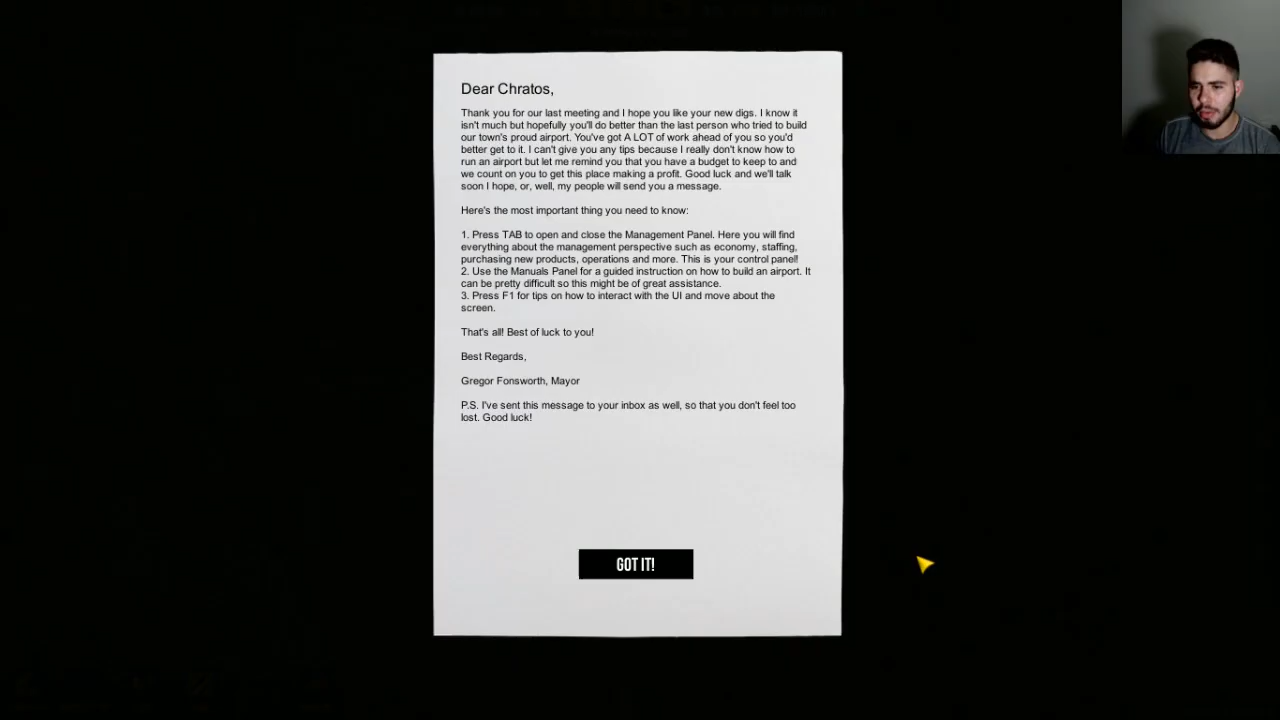 Dear Chratos,
Thank you for our last meeting and I hope you like your new digs. I know it
isn't much but hopefully you'll do better than the last person who tried to build
our town's proud airport. You've got A LOT of work ahead of you so you'd
better get to it. I can't give you any tips because I really don't know how to
run an airport but let me remind you that you have a budget to keep to and
we count on you to get this place making a profit. Good luck and we'll talk
soon I hope, or, well, my people will send you a message.
Here's the most important thing you need to know:
1. Press TAB to open and close the Management Panel. Here you will find
everything about the management perspective such as economy, staffing,
purchasing new products, operations and more. This is your control panel!
2. Use the Manuals Panel for a guided instruction on how to build an airport. It
can be pretty difficult so this might be of great assistance.
3. Press F1 for tips on how to interact with the UI and move about the
screen.
That's all! Best of luck to you!
Best Regards,
Gregor Fonsworth, Mayor
P.S. I've sent this message to your inbox as well, so that you don't feel too
lost. Good luck!
GOT IT!